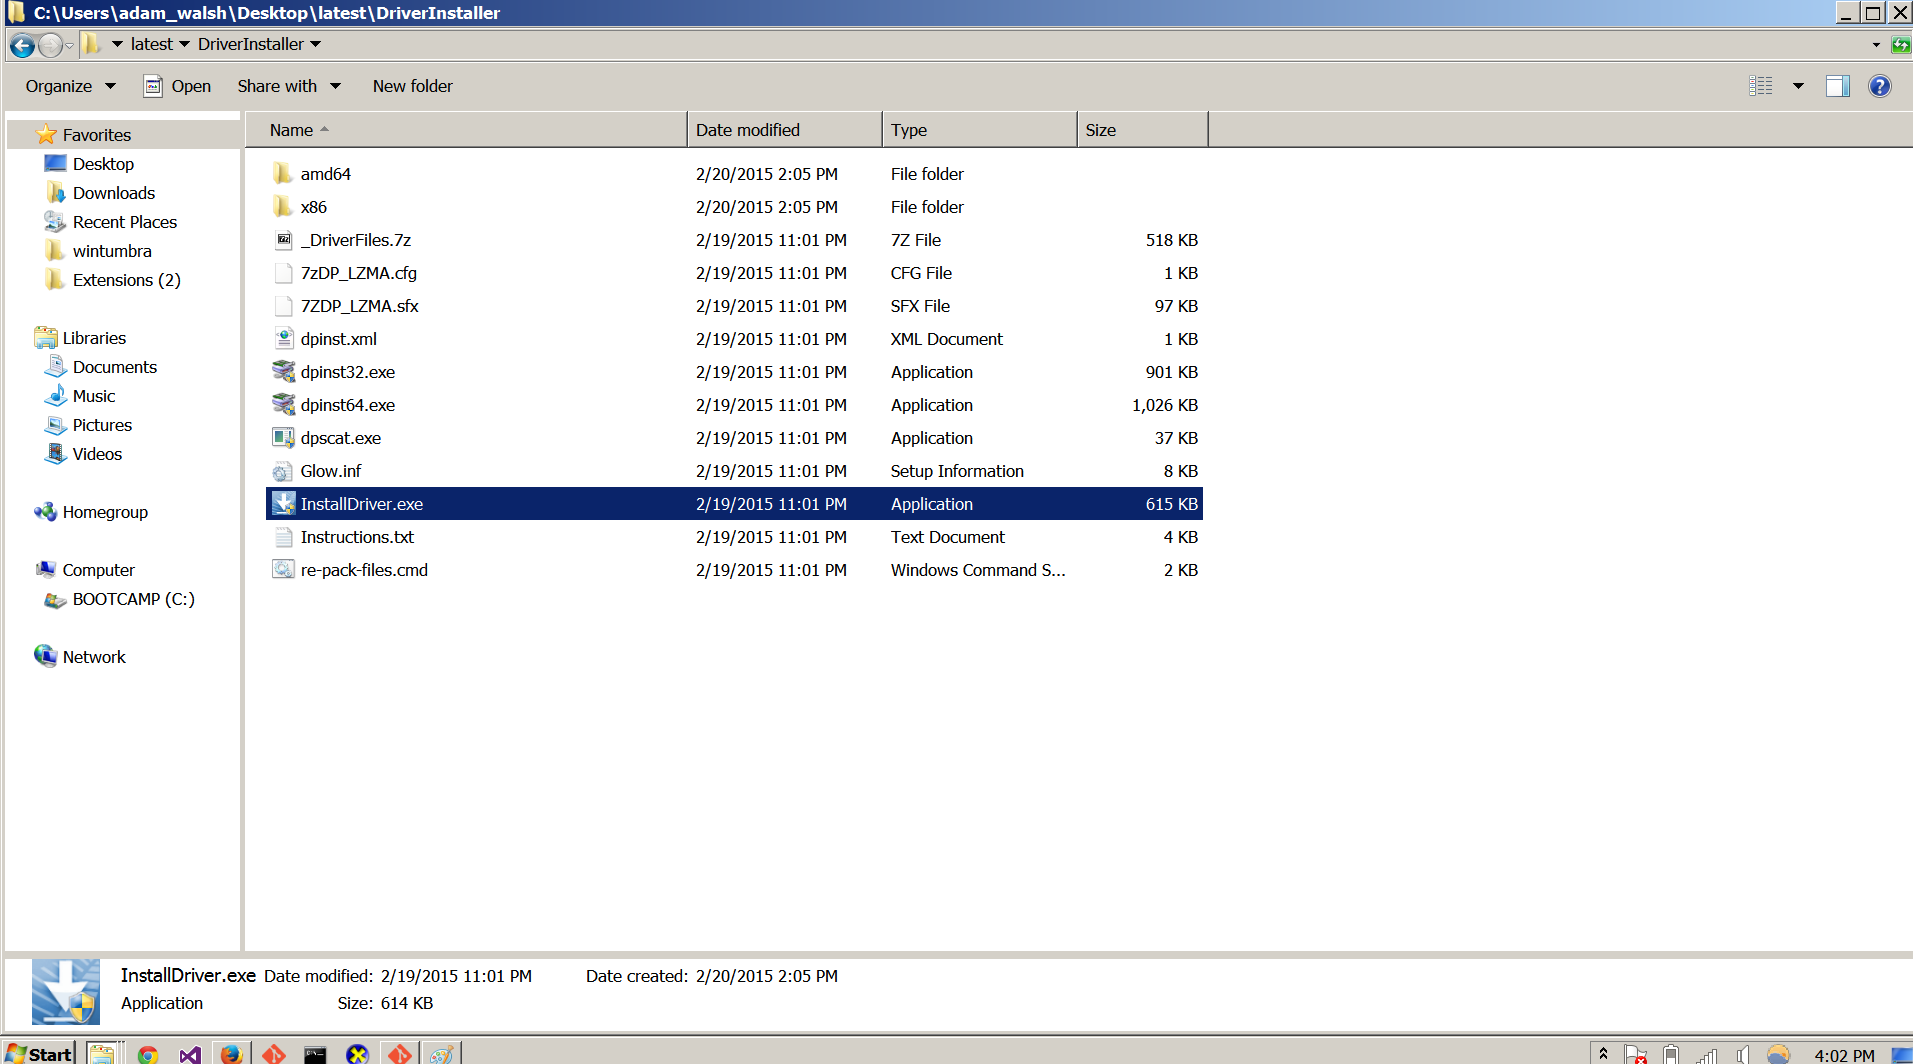 C:\Users\adam_walsh\Desktop\latest\DriverInstaller
latest DriverInstaller
Organize Open Share with New folder
Name Date modified Type Size
Favorites
Desktop
Downloads
Recent Places
wintumbra
Extensions (2)
Libraries
Documents
Music
Pictures
Videos
Homegroup
Computer
BOOTCAMP (C:)
Network
amd64 2/20/2015 2:05 PM File folder
x86 2/20/2015 2:05 PM File folder
_DriverFiles.7z 2/19/2015 11:01 PM 7Z File 518 KB
7zDP_LZMA.cfg 2/19/2015 11:01 PM CFG File 1 KB
7ZDP_LZMA.sfx 2/19/2015 11:01 PM SFX File 97 KB
dpinst.xml 2/19/2015 11:01 PM XML Document 1 KB
dpinst32.exe 2/19/2015 11:01 PM Application 901 KB
dpinst64.exe 2/19/2015 11:01 PM Application 1,026 KB
dpscat.exe 2/19/2015 11:01 PM Application 37 KB
Glow.inf 2/19/2015 11:01 PM Setup Information 8 KB
InstallDriver.exe 2/19/2015 11:01 PM Application 615 KB
Instructions.txt 2/19/2015 11:01 PM Text Document 4 KB
re-pack-files.cmd 2/19/2015 11:01 PM Windows Command S... 2 KB
InstallDriver.exe Date modified: 2/19/2015 11:01 PM Date created: 2/20/2015 2:05 PM
Application Size: 614 KB
Start 4:02 PM